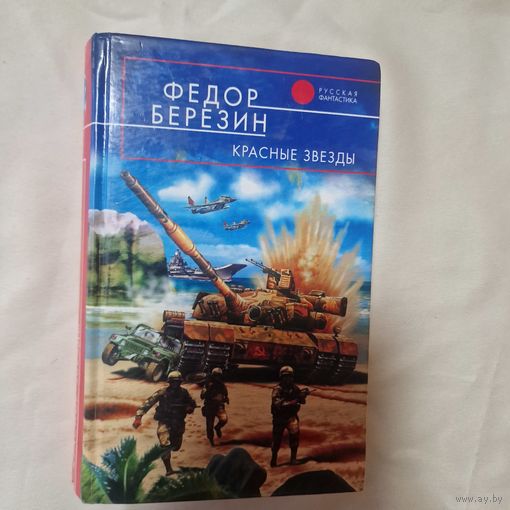 РУССКАЯ
ФАНТАСТИКА
ФЕДОР
БЕРЕЗИН
КРАСНЫЕ ЗВЕЗДЫ
www.ay.by